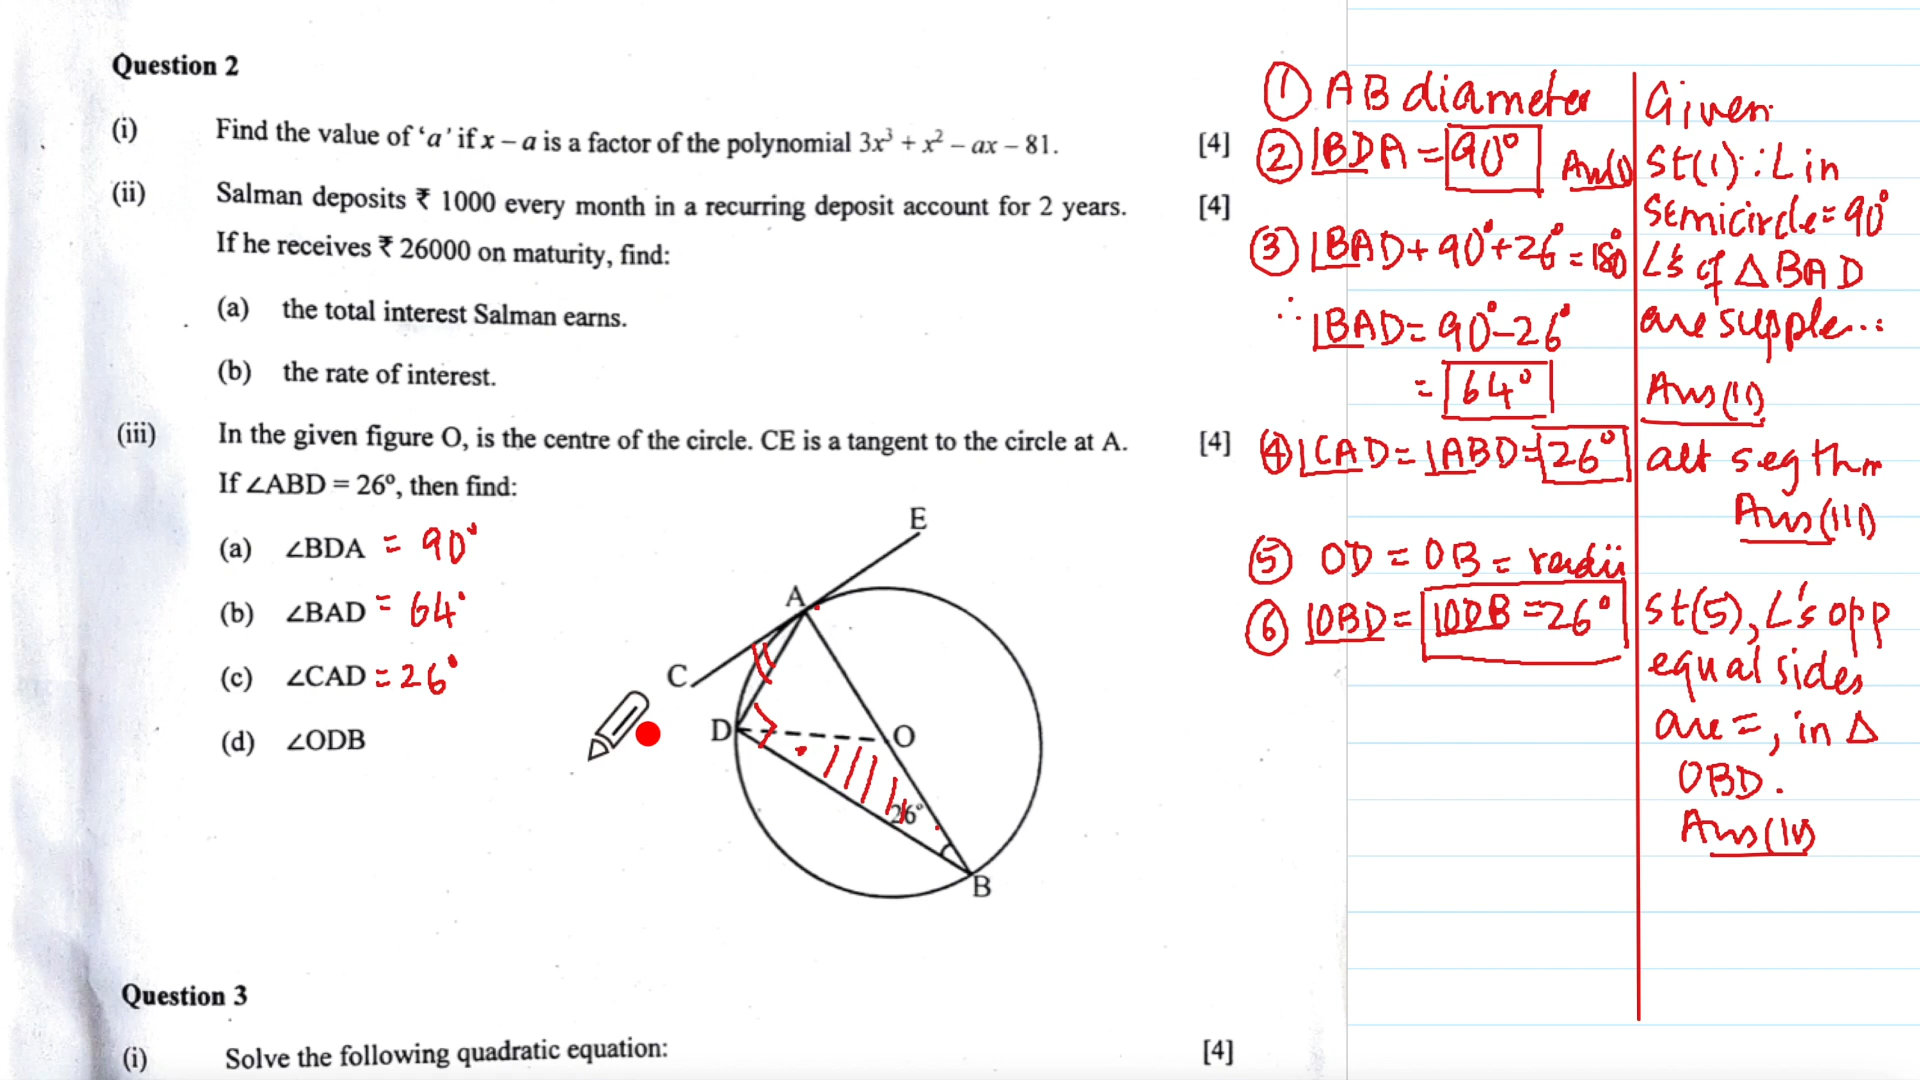 Question 2
(i) Find the value of ‘a’ if x – a is a factor of the polynomial 3x³ + x² – ax – 81. [4]
(ii) Salman deposits ₹ 1000 every month in a recurring deposit account for 2 years. [4]
If he receives ₹ 26000 on maturity, find:
(a) the total interest Salman earns.
(b) the rate of interest.
(iii) In the given figure O, is the centre of the circle. CE is a tangent to the circle at A. [4]
If ∠ABD = 26°, then find:
(a) ∠BDA = 90°
(b) ∠BAD = 64°
(c) ∠CAD = 26°
(d) ∠ODB
E
A
C
D
O
26°
B
Question 3
(i) Solve the following quadratic equation: [4]
① AB diameter
② ∠BDA = 90° Ans(i)
③ ∠BAD + 90° + 26° = 180°
∴ ∠BAD = 90° – 26°
= 64°
④ ∠CAD = ∠ABD = 26°
⑤ OD = OB = radii
⑥ ∠OBD = ∠ODB = 26°
Given
St(1) ∵ ∠ in
semicircle = 90°
∠'s of △ BAD
are supple...
Ans(ii)
alt seg thm
Ans(iii)
St(5), ∠'s opp
equal sides
are =, in △
OBD.
Ans(iv)